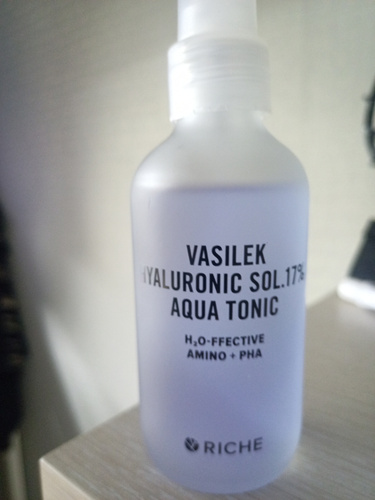 VASILEK
HYALURONIC SOL.17%
AQUA TONIC
H₂O-FFECTIVE
AMINO + PHA
RICHE